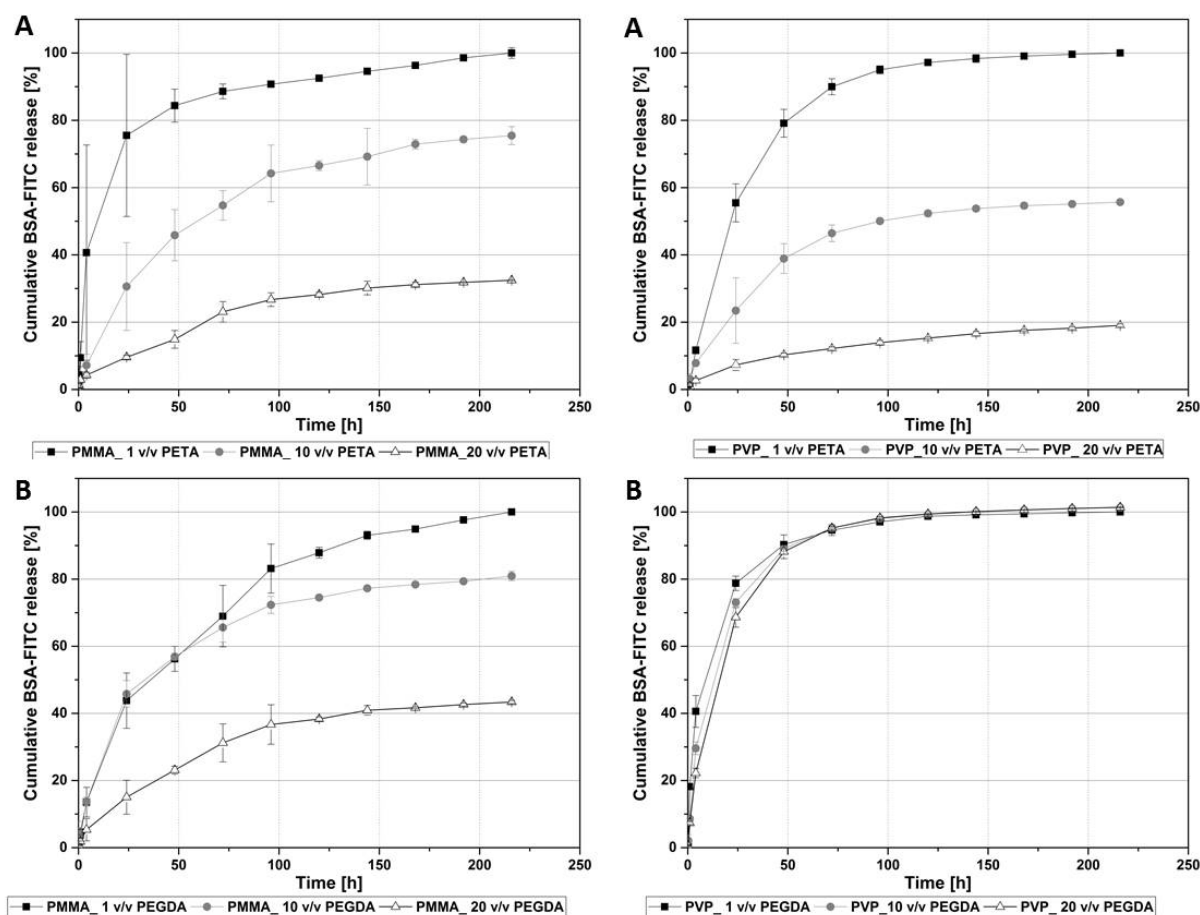 A
Cumulative BSA-FITC release [%]
100
80
60
40
20
0
0 50 100 150 200 250
Time [h]
PMMA_ 1 v/v PETA PMMA_ 10 v/v PETA PMMA_20 v/v PETA
A
Cumulative BSA-FITC release [%]
100
80
60
40
20
0
0 50 100 150 200 250
Time [h]
PVP_ 1 v/v PETA PVP_10 v/v PETA PVP_ 20 v/v PETA
B
Cumulative BSA-FITC release [%]
100
80
60
40
20
0
0 50 100 150 200 250
Time [h]
PMMA_ 1 v/v PEGDA PMMA_ 10 v/v PEGDA PMMA_ 20 v/v PEGDA
B
Cumulative BSA-FITC release [%]
100
80
60
40
20
0
0 50 100 150 200 250
Time [h]
PVP_ 1 v/v PEGDA PVP_10 v/v PEGDA PVP_ 20 v/v PEGDA